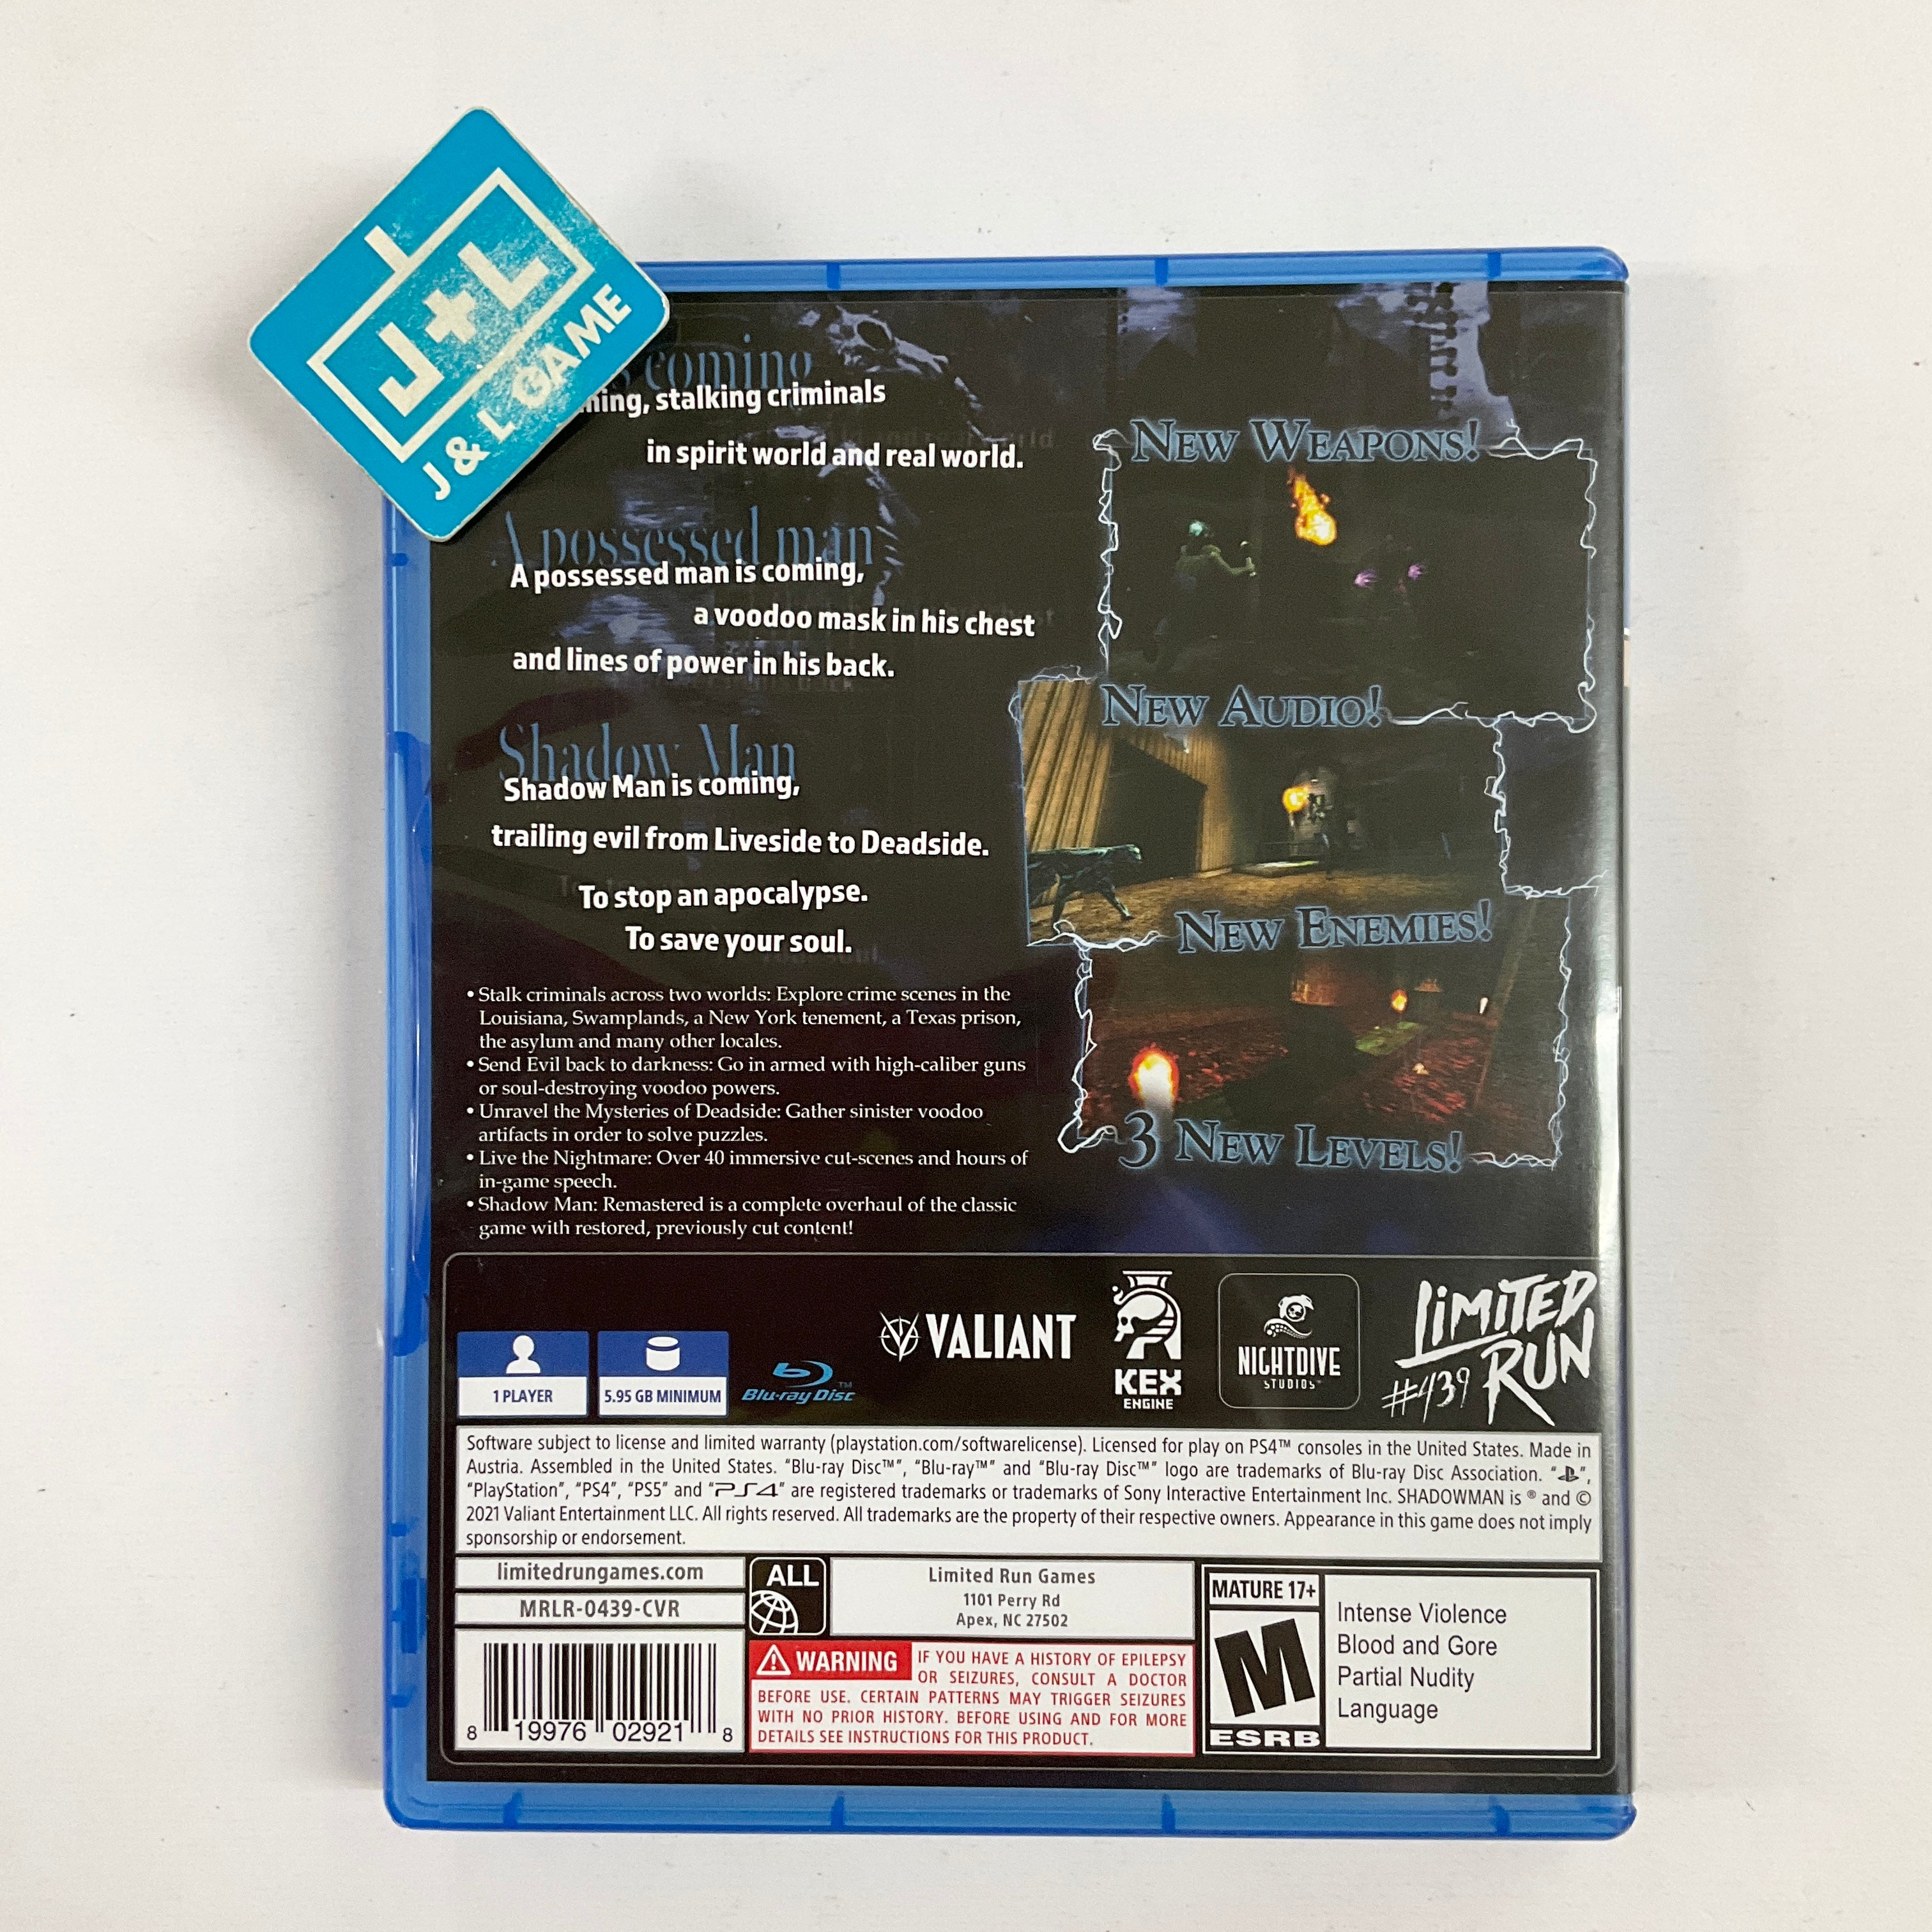 J+L
J & L GAME
coming
stalking criminals
in spirit world and real world.
A possessed man
A possessed man is coming,
a voodoo mask in his chest
and lines of power in his back.
Shadow Man
Shadow Man is coming,
trailing evil from Liveside to Deadside.
To stop an apocalypse.
To save your soul.
• Stalk criminals across two worlds: Explore crime scenes in the
Louisiana, Swamplands, a New York tenement, a Texas prison,
the asylum and many other locales.
• Send Evil back to darkness: Go in armed with high-caliber guns
or soul-destroying voodoo powers.
• Unravel the Mysteries of Deadside: Gather sinister voodoo
artifacts in order to solve puzzles.
• Live the Nightmare: Over 40 immersive cut-scenes and hours of
in-game speech.
• Shadow Man: Remastered is a complete overhaul of the classic
game with restored, previously cut content!
NEW WEAPONS!
NEW AUDIO!
NEW ENEMIES!
3 NEW LEVELS!
1 PLAYER
5.95 GB MINIMUM
Blu-ray Disc™
VALIANT
KEX
ENGINE
NIGHTDIVE
STUDIOS™
LIMITED
RUN
#439
Software subject to license and limited warranty (playstation.com/softwarelicense). Licensed for play on PS4™ consoles in the United States. Made in
Austria. Assembled in the United States. "Blu-ray Disc™", "Blu-ray™" and "Blu-ray Disc™" logo are trademarks of Blu-ray Disc Association. "PS",
"PlayStation", "PS4", "PS5" and "PS4" are registered trademarks or trademarks of Sony Interactive Entertainment Inc. SHADOWMAN is ® and ©
2021 Valiant Entertainment LLC. All rights reserved. All trademarks are the property of their respective owners. Appearance in this game does not imply
sponsorship or endorsement.
limitedrungames.com
MRLR-0439-CVR
8 19976 02921 8
ALL
Limited Run Games
1101 Perry Rd
Apex, NC 27502
WARNING IF YOU HAVE A HISTORY OF EPILEPSY
OR SEIZURES, CONSULT A DOCTOR
BEFORE USE. CERTAIN PATTERNS MAY TRIGGER SEIZURES
WITH NO PRIOR HISTORY. BEFORE USING AND FOR MORE
DETAILS SEE INSTRUCTIONS FOR THIS PRODUCT.
MATURE 17+
M
ESRB
Intense Violence
Blood and Gore
Partial Nudity
Language